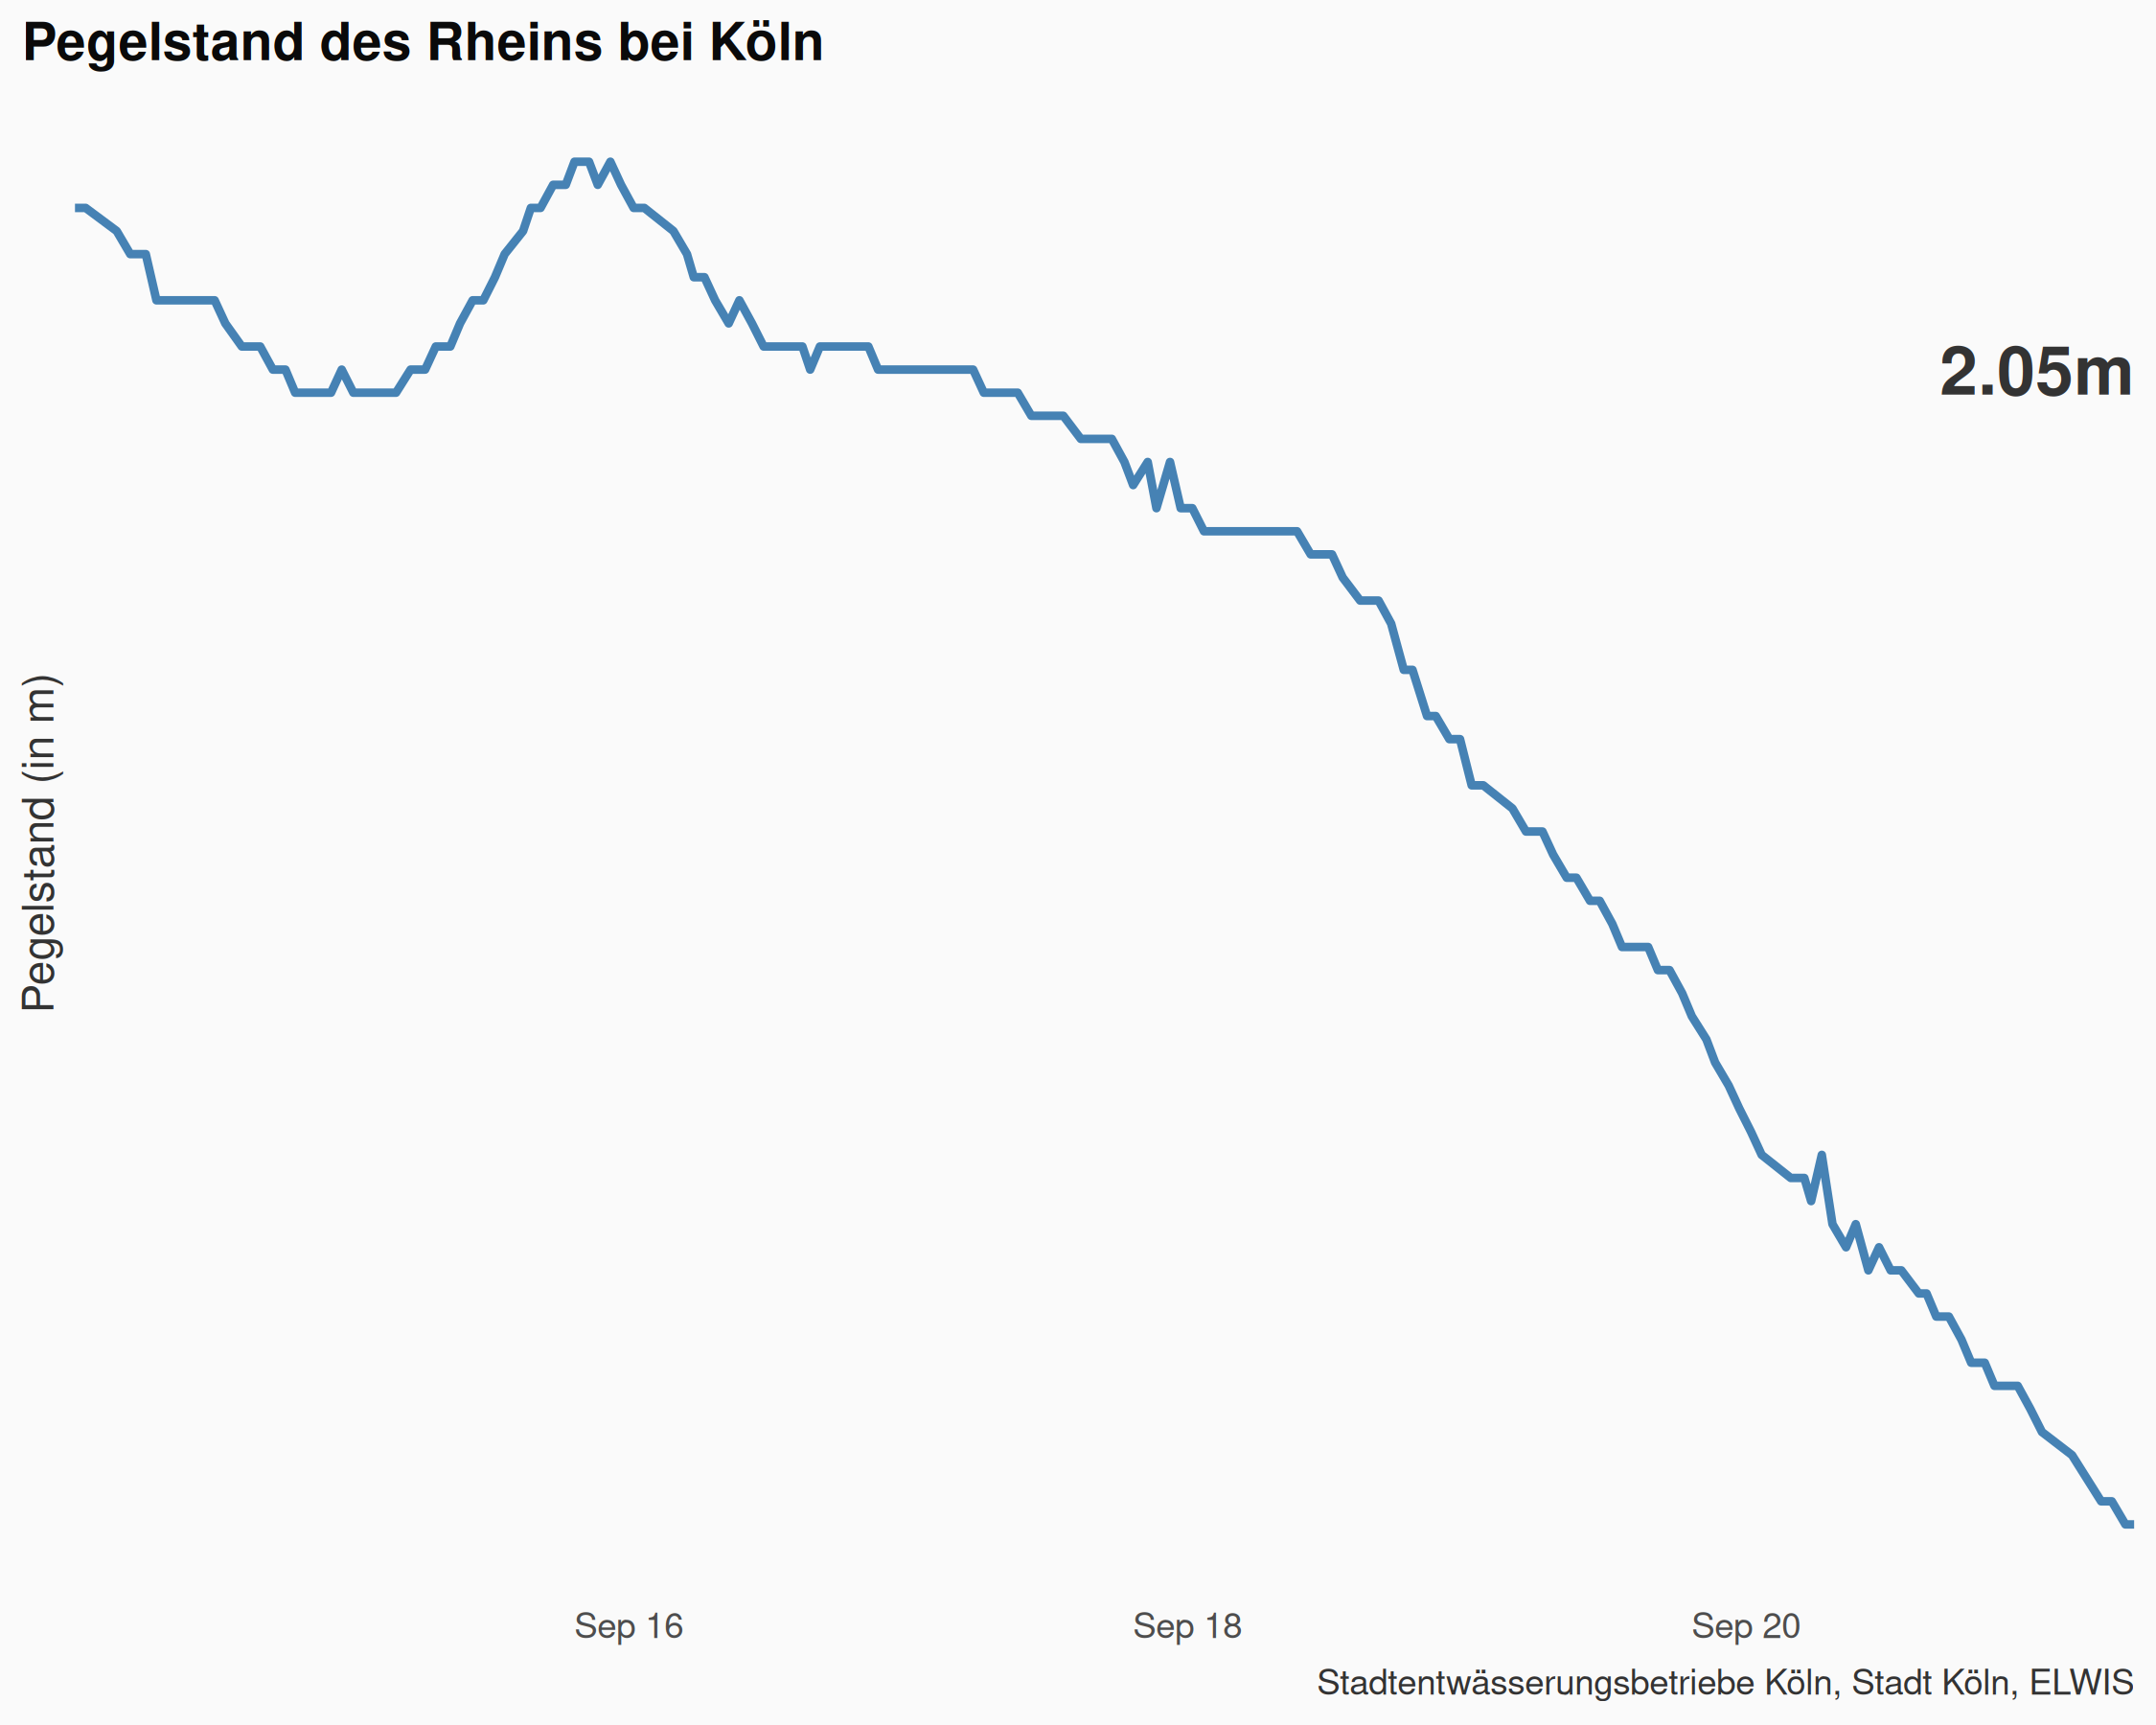 Pegelstand des Rheins bei Köln
2.05m
Pegelstand (in m)
Sep 16
Sep 18
Sep 20
Stadtentwässerungsbetriebe Köln, Stadt Köln, ELWIS